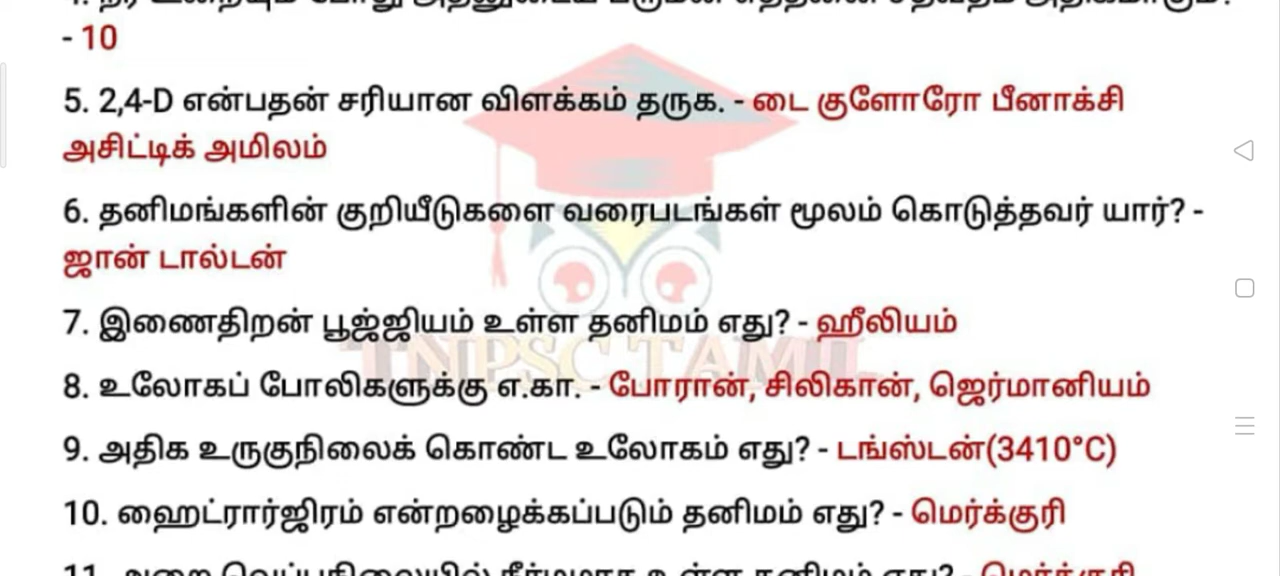 - 10
5. 2,4-D என்பதன் சரியான விளக்கம் தருக. - டை குளோரோ பீனாக்சி
அசிட்டிக் அமிலம்
6. தனிமங்களின் குறியீடுகளை வரைபடங்கள் மூலம் கொடுத்தவர் யார்? -
ஜான் டால்டன்
7. இணைதிறன் பூஜ்ஜியம் உள்ள தனிமம் எது? - ஹீலியம்
TNPSC TAMIL
8. உலோகப் போலிகளுக்கு எ.கா. - போரான், சிலிகான், ஜெர்மானியம்
9. அதிக உருகுநிலைக் கொண்ட உலோகம் எது? - டங்ஸ்டன்(3410°C)
10. ஹைட்ரார்ஜிரம் என்றழைக்கப்படும் தனிமம் எது? - மெர்க்குரி